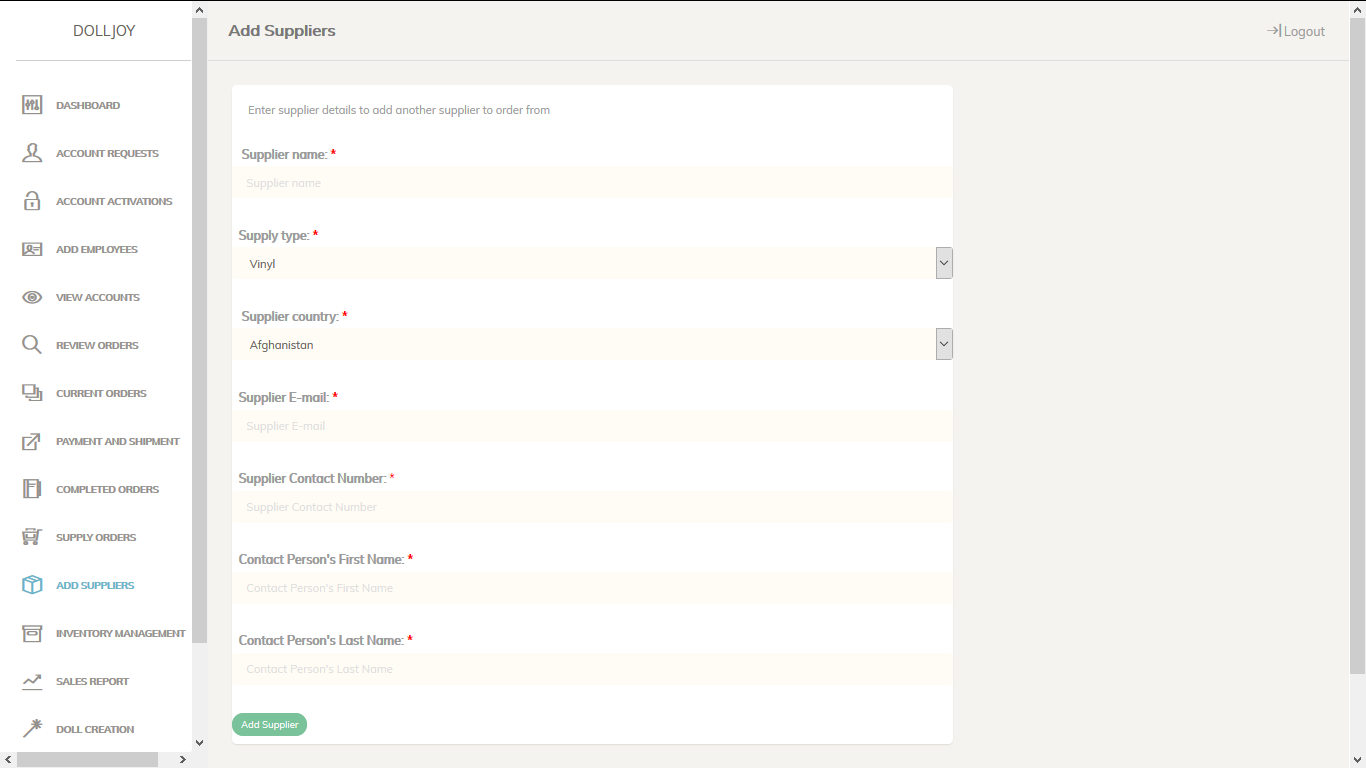 DOLLJOY
DASHBOARD
ACCOUNT REQUESTS
ACCOUNT ACTIVATIONS
ADD EMPLOYEES
VIEW ACCOUNTS
REVIEW ORDERS
CURRENT ORDERS
PAYMENT AND SHIPMENT
COMPLETED ORDERS
SUPPLY ORDERS
ADD SUPPLIERS
INVENTORY MANAGEMENT
SALES REPORT
DOLL CREATION
Add Suppliers
Logout
Enter supplier details to add another supplier to order from
Supplier name: *
Supplier name
Supply type: *
Vinyl
Supplier country: *
Afghanistan
Supplier E-mail: *
Supplier E-mail
Supplier Contact Number: *
Supplier Contact Number
Contact Person's First Name: *
Contact Person's First Name
Contact Person's Last Name: *
Contact Person's Last Name
Add Supplier